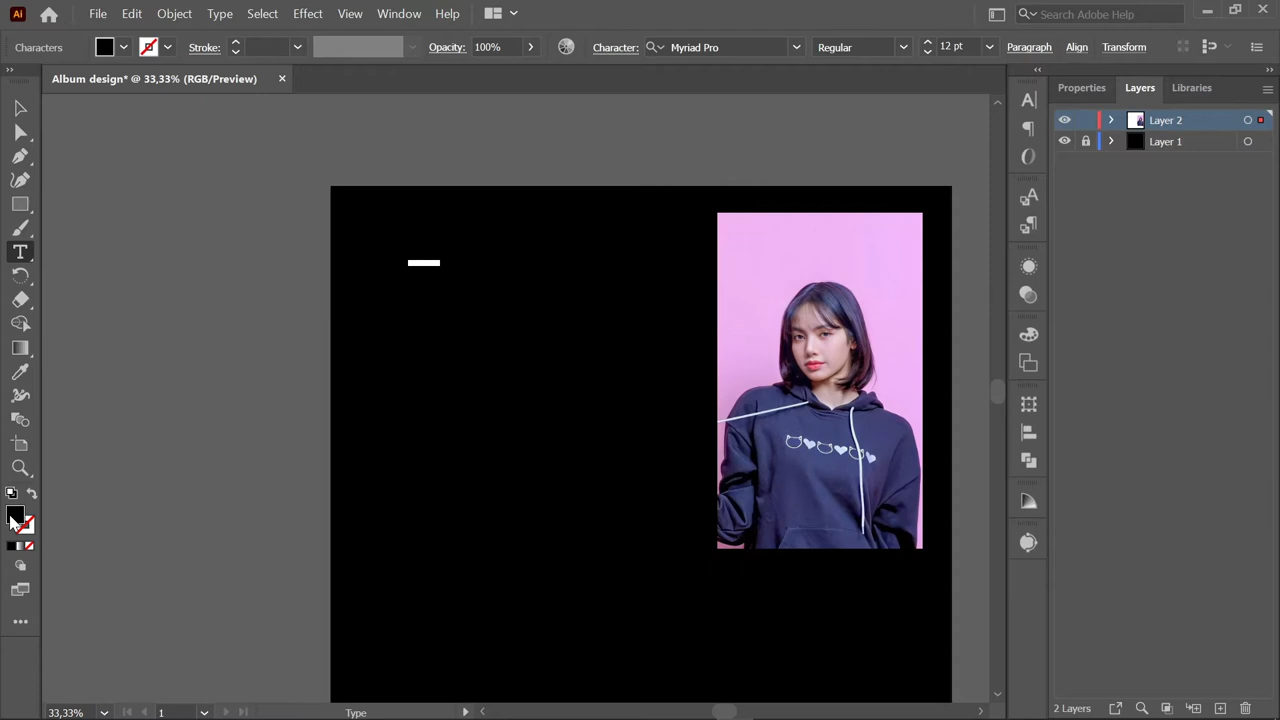 Ai File Edit Object Type Select Effect View Window Help Search Adobe Help
Characters Stroke: Opacity: 100% Character: Myriad Pro Regular 12 pt Paragraph Align Transform
Album design* @ 33,33% (RGB/Preview)
Properties Layers Libraries
Layer 2
Layer 1
33,33% 1 Type 2 Layers